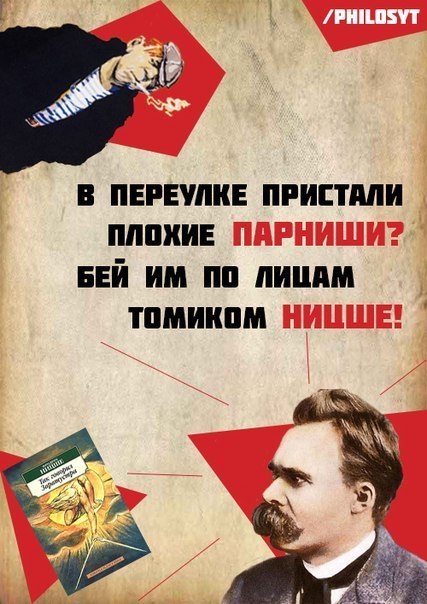 /PHILOSYT
В ПЕРЕУЛКЕ ПРИСТАЛИ
ПЛОХИЕ ПАРНИШИ?
БЕЙ ИМ ПО ЛИЦАМ
ТОМИКОМ НИЦШЕ!
НИЦШЕ
Так говорил
Заратустра